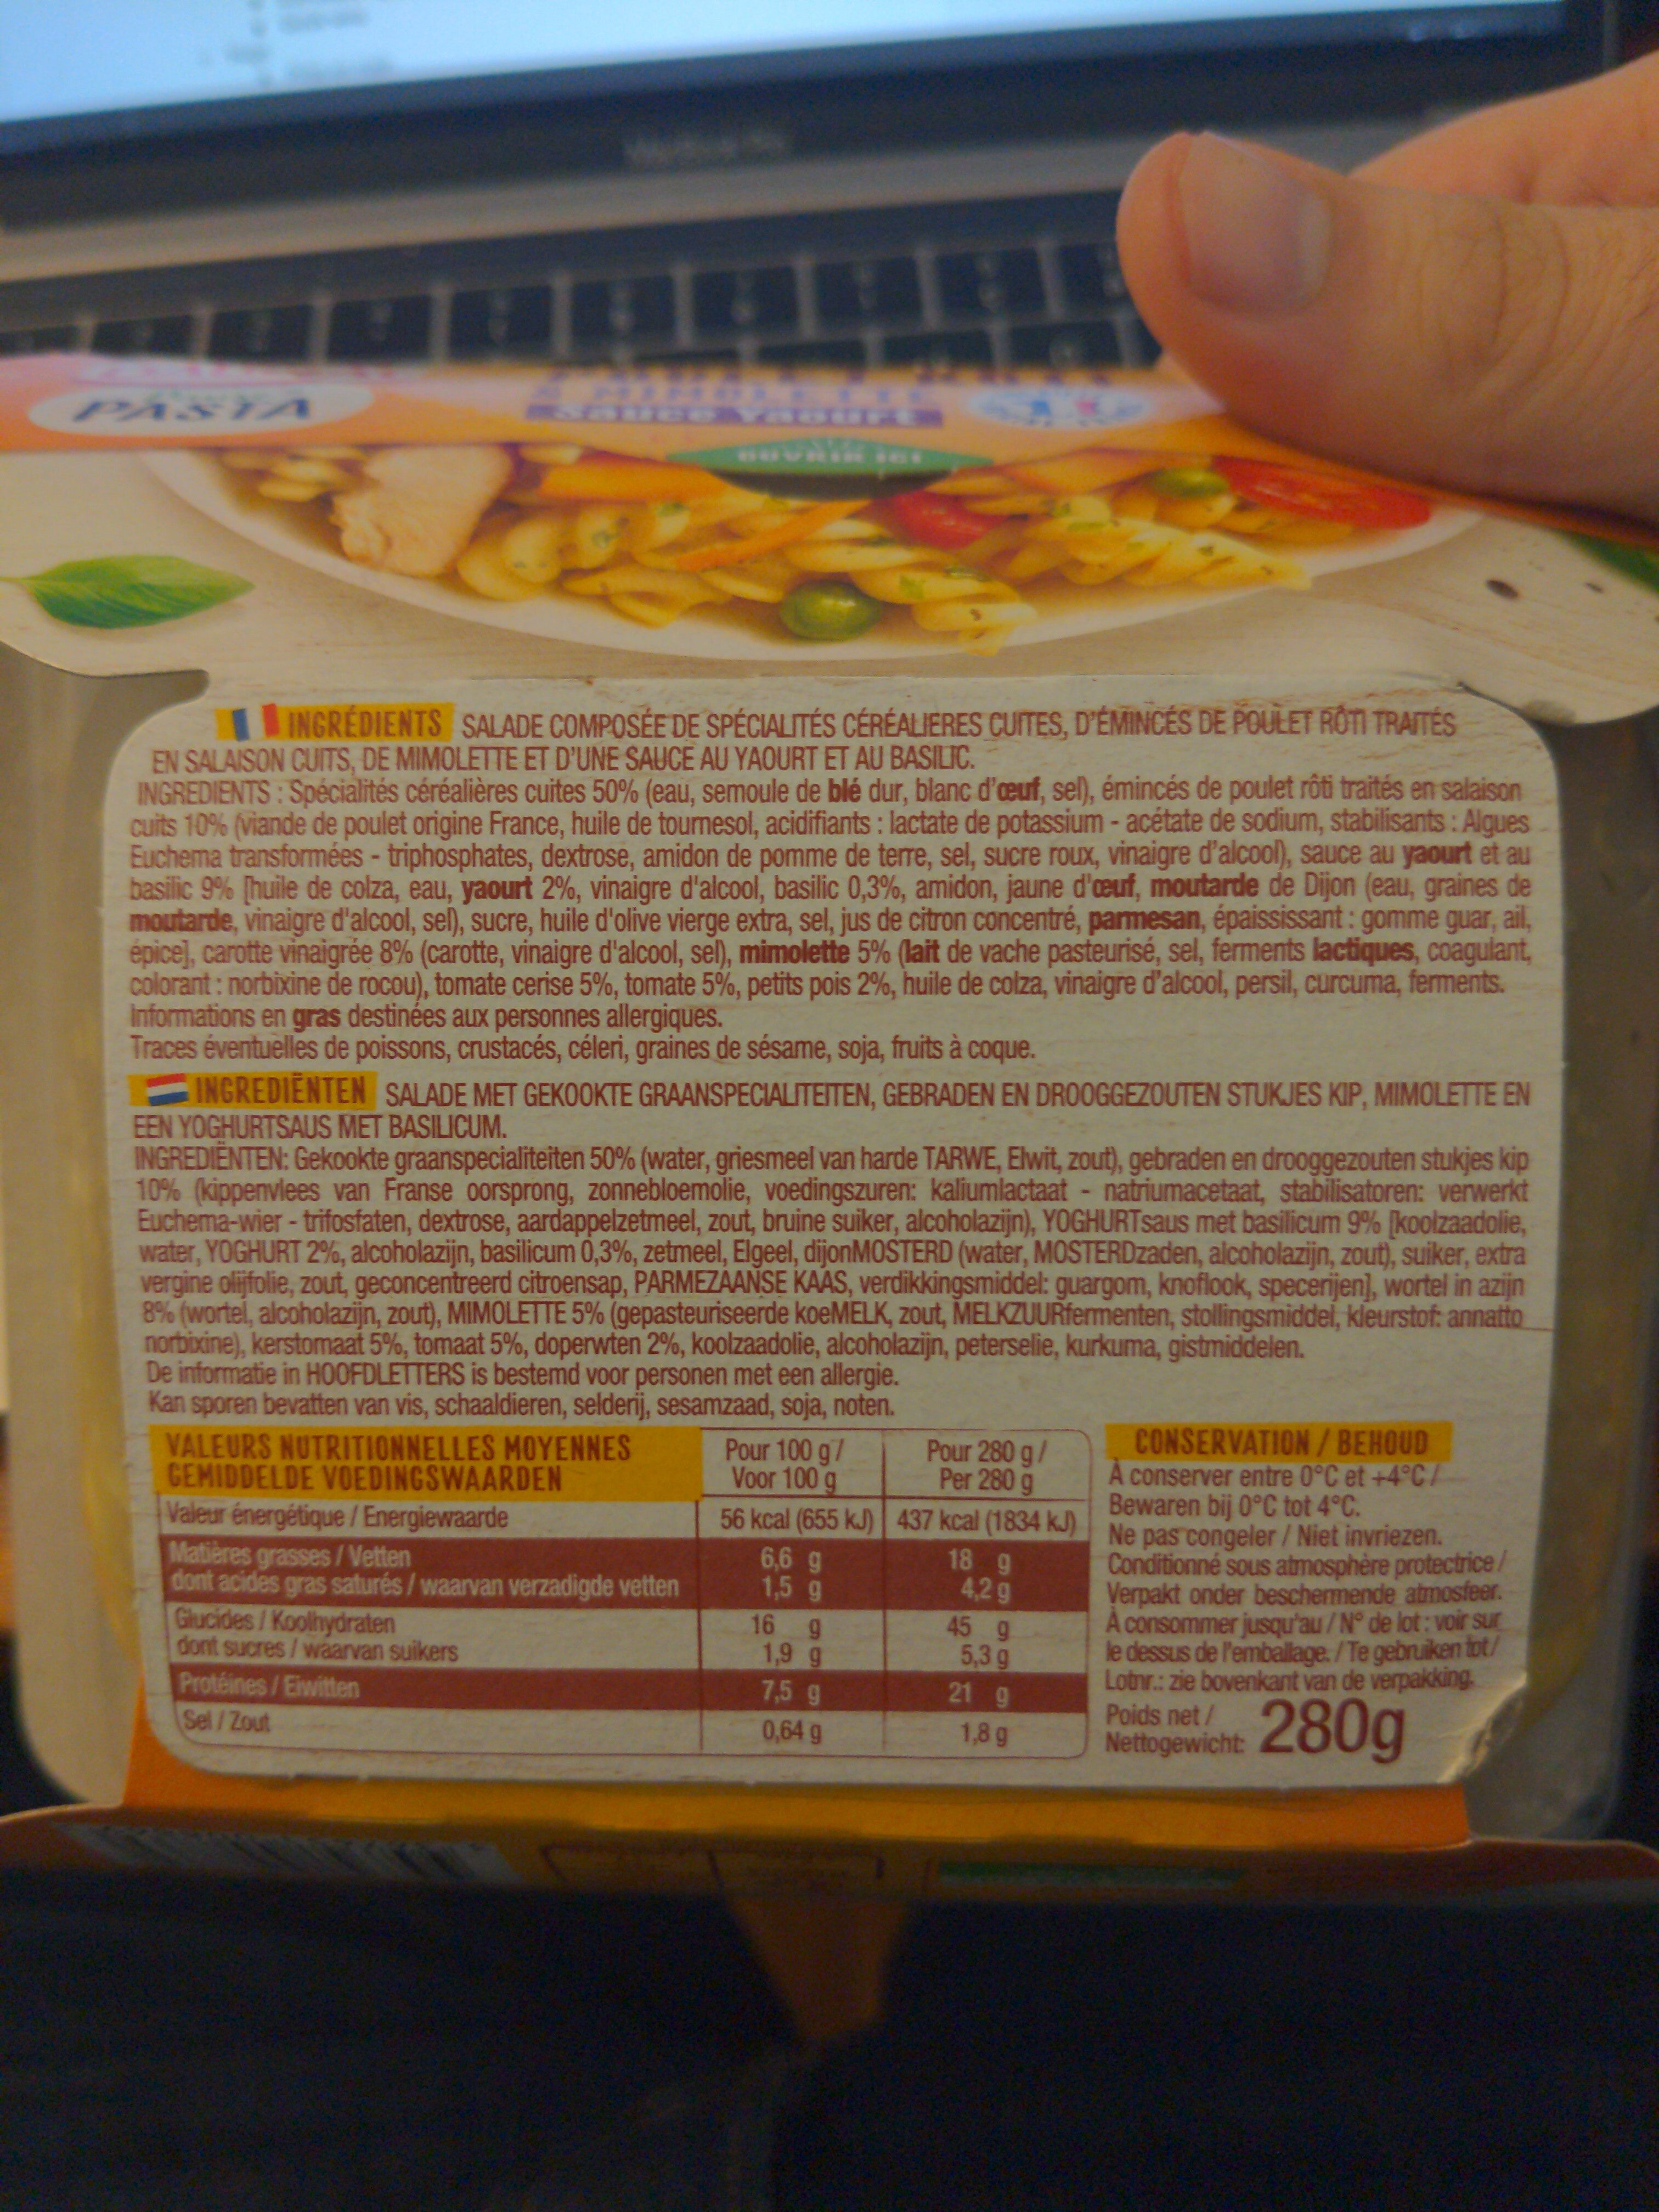 PASTA
& MIMOLETTE
Sauce Yaourt
OUVRIR ICI
INGRÉDIENTS SALADE COMPOSÉE DE SPÉCIALITÉS CÉRÉALIERES CUITES, D'ÉMINCÉS DE POULET RÔTI TRAITÉS
EN SALAISON CUITS, DE MIMOLETTE ET D'UNE SAUCE AU YAOURT ET AU BASILIC.
INGREDIENTS : Spécialités céréalières cuites 50% (eau, semoule de blé dur, blanc d'œuf, sel), émincés de poulet rôti traités en salaison
cuits 10% (viande de poulet origine France, huile de tournesol, acidifiants : lactate de potassium - acétate de sodium, stabilisants : Algues
Euchema transformées - triphosphates, dextrose, amidon de pomme de terre, sel, sucre roux, vinaigre d'alcool), sauce au yaourt et au
basilic 9% [huile de colza, eau, yaourt 2%, vinaigre d'alcool, basilic 0,3%, amidon, jaune d'œuf, moutarde de Dijon (eau, graines de
moutarde, vinaigre d'alcool, sel), sucre, huile d'olive vierge extra, sel, jus de citron concentré, parmesan, épaississant : gomme guar, ail,
épice], carotte vinaigrée 8% (carotte, vinaigre d'alcool, sel), mimolette 5% (lait de vache pasteurisé, sel, ferments lactiques, coagulant,
colorant : norbixine de rocou), tomate cerise 5%, tomate 5%, petits pois 2%, huile de colza, vinaigre d'alcool, persil, curcuma, ferments.
Informations en gras destinées aux personnes allergiques.
Traces éventuelles de poissons, crustacés, céleri, graines de sésame, soja, fruits à coque.
INGREDIËNTEN SALADE MET GEKOOKTE GRAANSPECIALITEITEN, GEBRADEN EN DROOGGEZOUTEN STUKJES KIP, MIMOLETTE EN
EEN YOGHURTSAUS MET BASILICUM.
INGREDIËNTEN: Gekookte graanspecialiteiten 50% (water, griesmeel van harde TARWE, Elwit, zout), gebraden en drooggezouten stukjes kip
10% (kippenvlees van Franse oorsprong, zonnebloemolie, voedingszuren: kaliumlactaat - natriumacetaat, stabilisatoren: verwerkt
Euchema-wier - trifosfaten, dextrose, aardappelzetmeel, zout, bruine suiker, alcoholazijn), YOGHURTsaus met basilicum 9% [koolzaadolie,
water, YOGHURT 2%, alcoholazijn, basilicum 0,3%, zetmeel, Elgeel, dijonMOSTERD (water, MOSTERDzaden, alcoholazijn, zout), suiker, extra
vergine olijfolie, zout, geconcentreerd citroensap, PARMEZAANSE KAAS, verdikkingsmiddel: guargom, knoflook, specerijen], wortel in azijn
8% (wortel, alcoholazijn, zout), MIMOLETTE 5% (gepasteuriseerde koeMELK, zout, MELKZUURfermenten, stollingsmiddel, kleurstof: annatto
norbixine), kerstomaat 5%, tomaat 5%, doperwten 2%, koolzaadolie, alcoholazijn, peterselie, kurkuma, gistmiddelen.
De informatie in HOOFDLETTERS is bestemd voor personen met een allergie.
Kan sporen bevatten van vis, schaaldieren, selderij, sesamzaad, soja, noten.
VALEURS NUTRITIONNELLES MOYENNES
GEMIDDELDE VOEDINGSWAARDEN
Pour 100 g /
Voor 100 g
Pour 280 g /
Per 280 g
Valeur énergétique / Energiewaarde 56 kcal (655 kJ) 437 kcal (1834 kJ)
Matières grasses / Vetten 6,6 g 18 g
dont acides gras saturés / waarvan verzadigde vetten 1,5 g 4,2 g
Glucides / Koolhydraten 16 g 45 g
dont sucres / waarvan suikers 1,9 g 5,3 g
Protéines / Eiwitten 7,5 g 21 g
Sel / Zout 0,64 g 1,8 g
CONSERVATION / BEHOUD
À conserver entre 0°C et +4°C /
Bewaren bij 0°C tot 4°C.
Ne pas congeler / Niet invriezen.
Conditionné sous atmosphère protectrice /
Verpakt onder beschermende atmosfeer.
À consommer jusqu'au / N° de lot : voir sur
le dessus de l'emballage. / Te gebruiken tot /
Lotnr.: zie bovenkant van de verpakking.
Poids net /
Nettogewicht: 280g